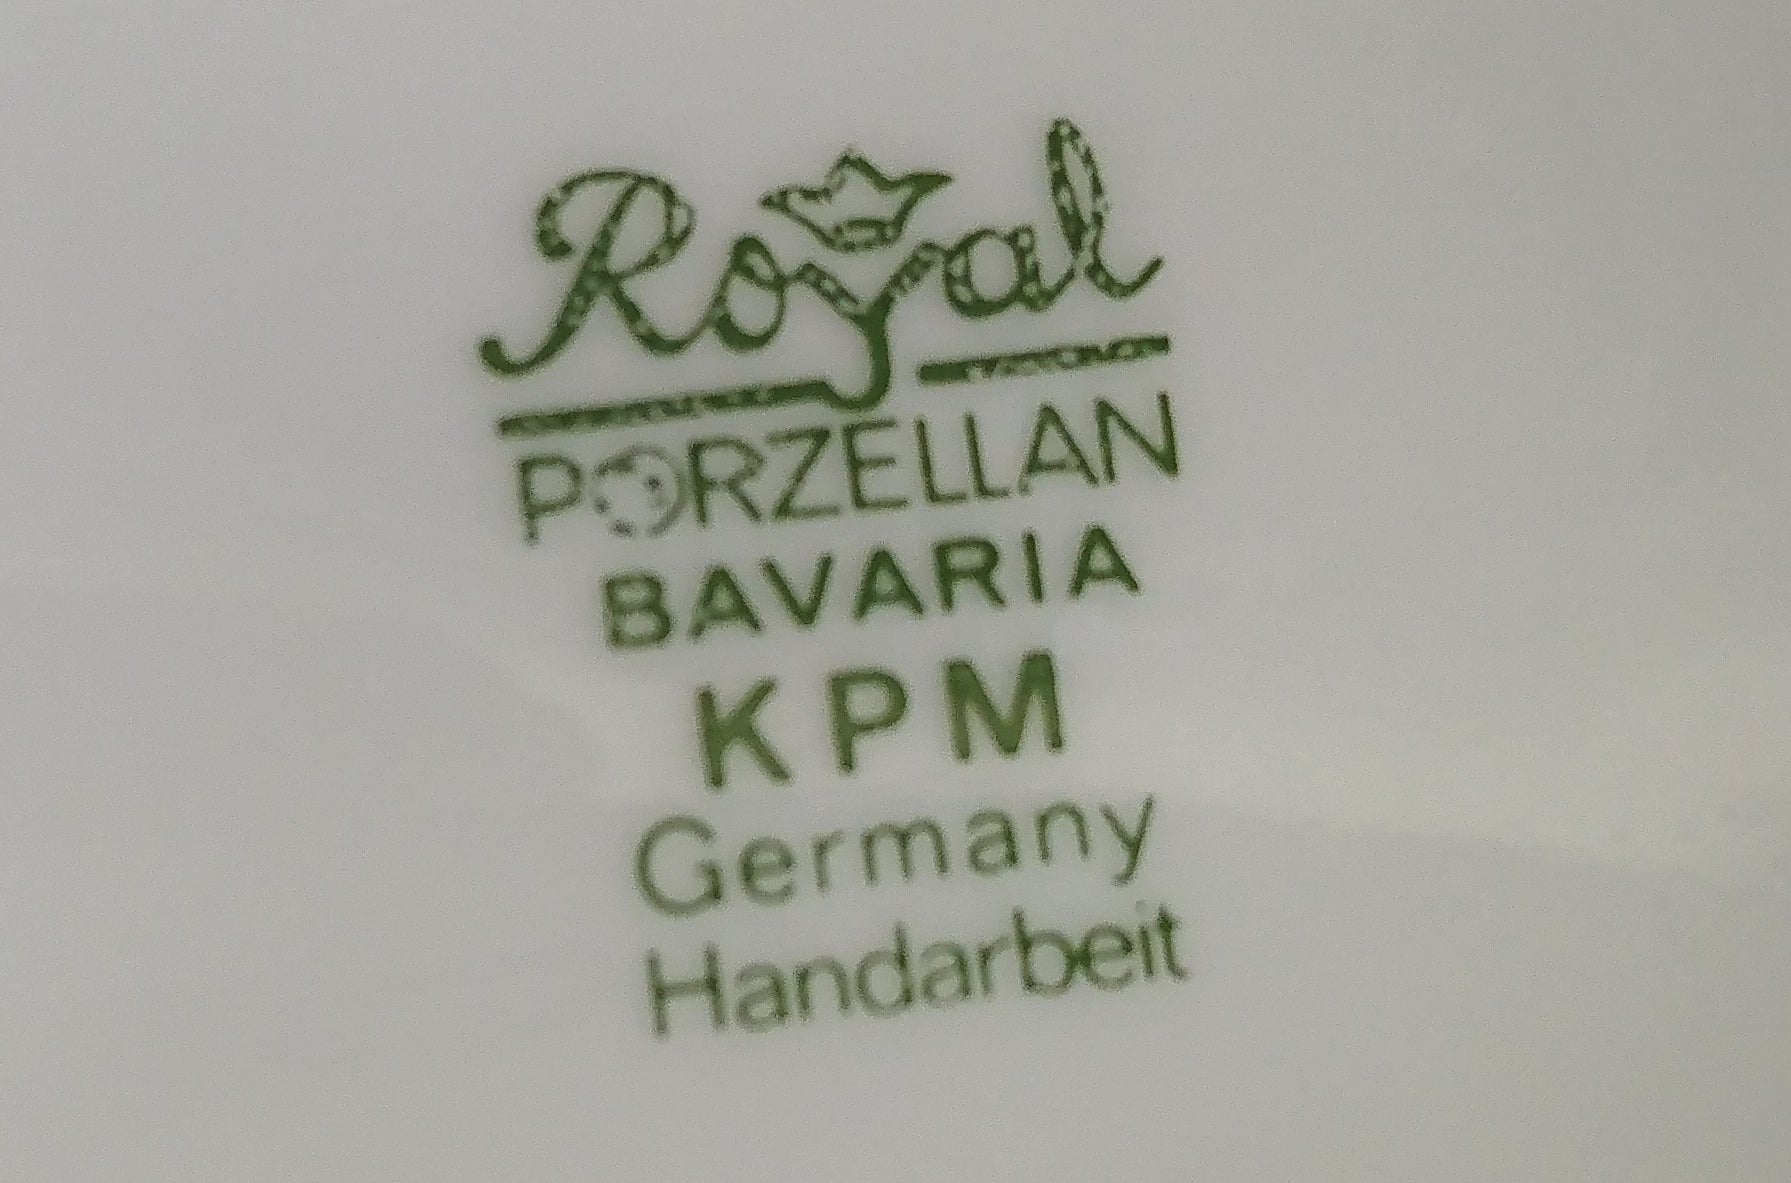 Royal
PORZELLAN
BAVARIA
KPM
Germany
Handarbeit